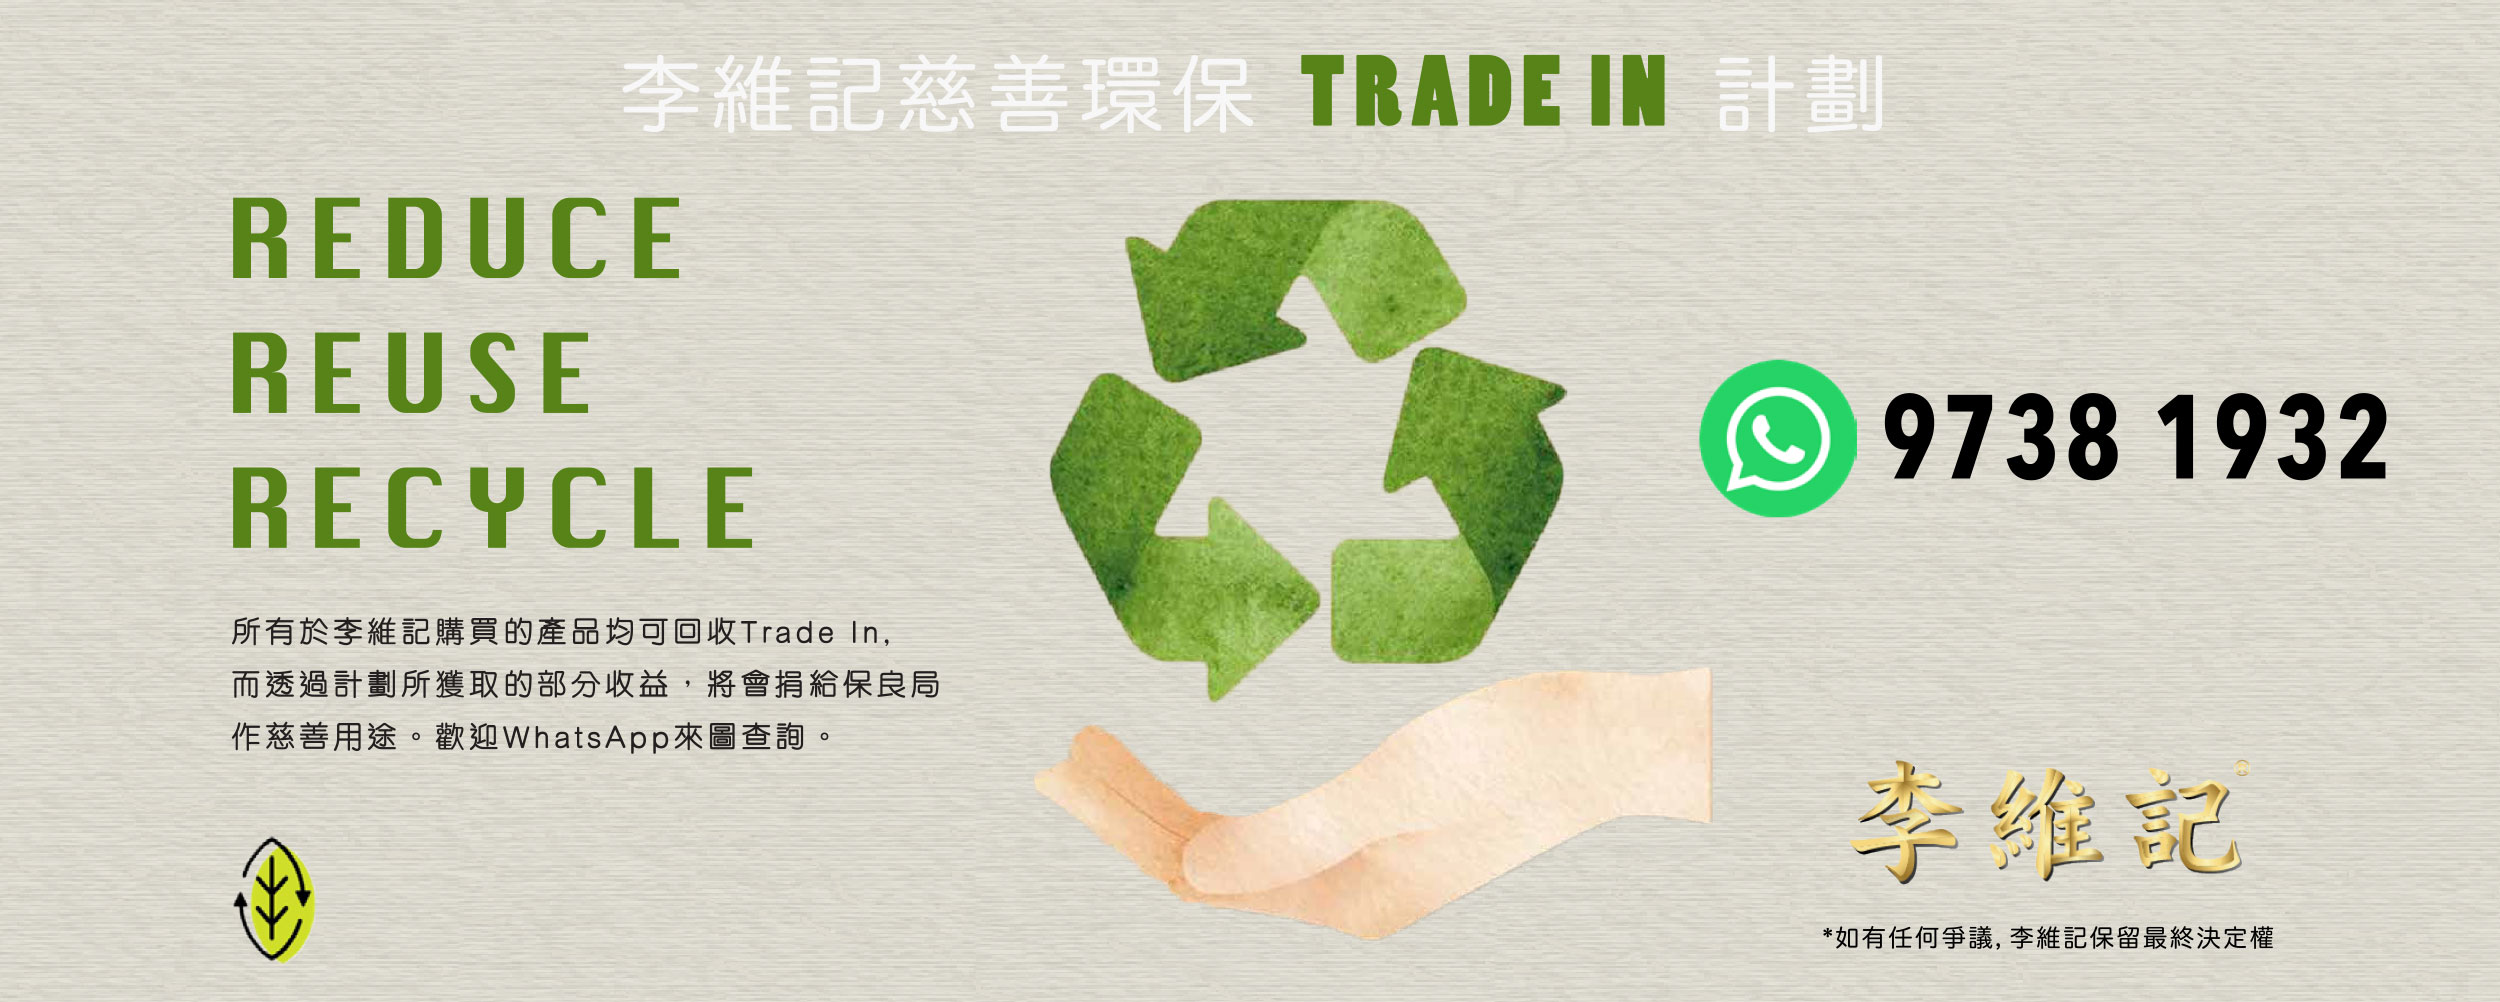 李維記慈善環保 TRADE IN 計劃
REDUCE
REUSE
RECYCLE
所有於李維記購買的產品均可回收Trade In,
而透過計劃所獲取的部分收益，將會捐給保良局
作慈善用途。歡迎WhatsApp來圖查詢。
9738 1932
李維記
*如有任何爭議, 李維記保留最終決定權